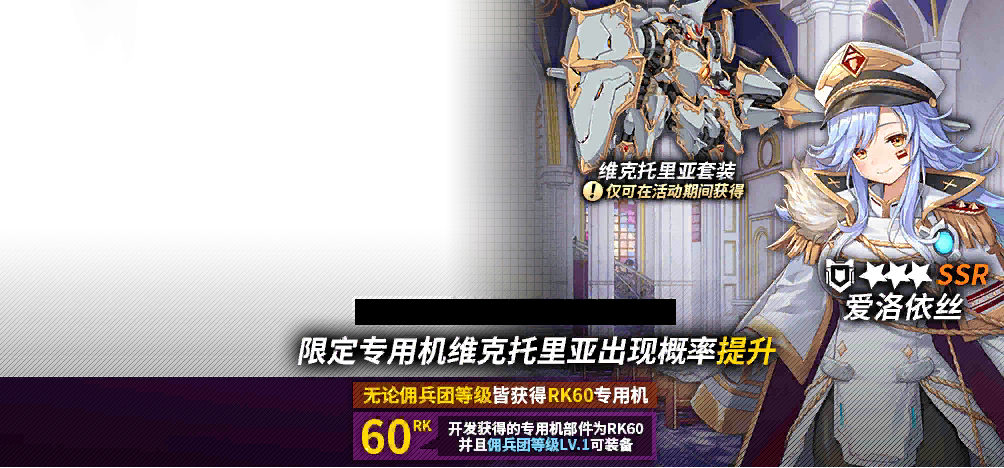 维克托里亚套装
!仅可在活动期间获得
SSR
爱洛依丝
限定专用机维克托里亚出现概率提升
无论佣兵团等级皆获得RK60专用机
60RK
开发获得的专用机部件为RK60
并且佣兵团等级LV.1可装备